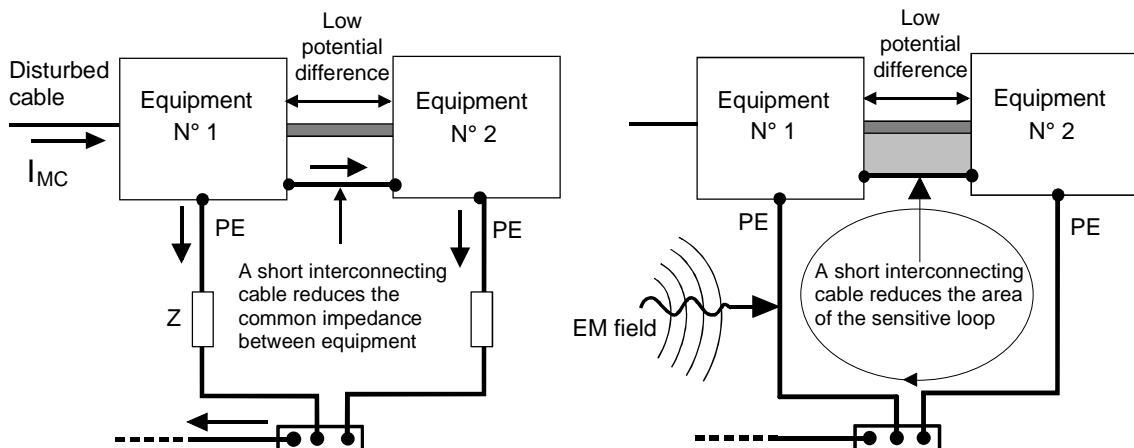 Low
potential
difference
Disturbed
cable
Equipment
N° 1
Equipment
N° 2
I_MC
PE
PE
A short interconnecting
cable reduces the
common impedance
between equipment
Z
Low
potential
difference
Equipment
N° 1
Equipment
N° 2
PE
PE
A short interconnecting
cable reduces the area
of the sensitive loop
EM field